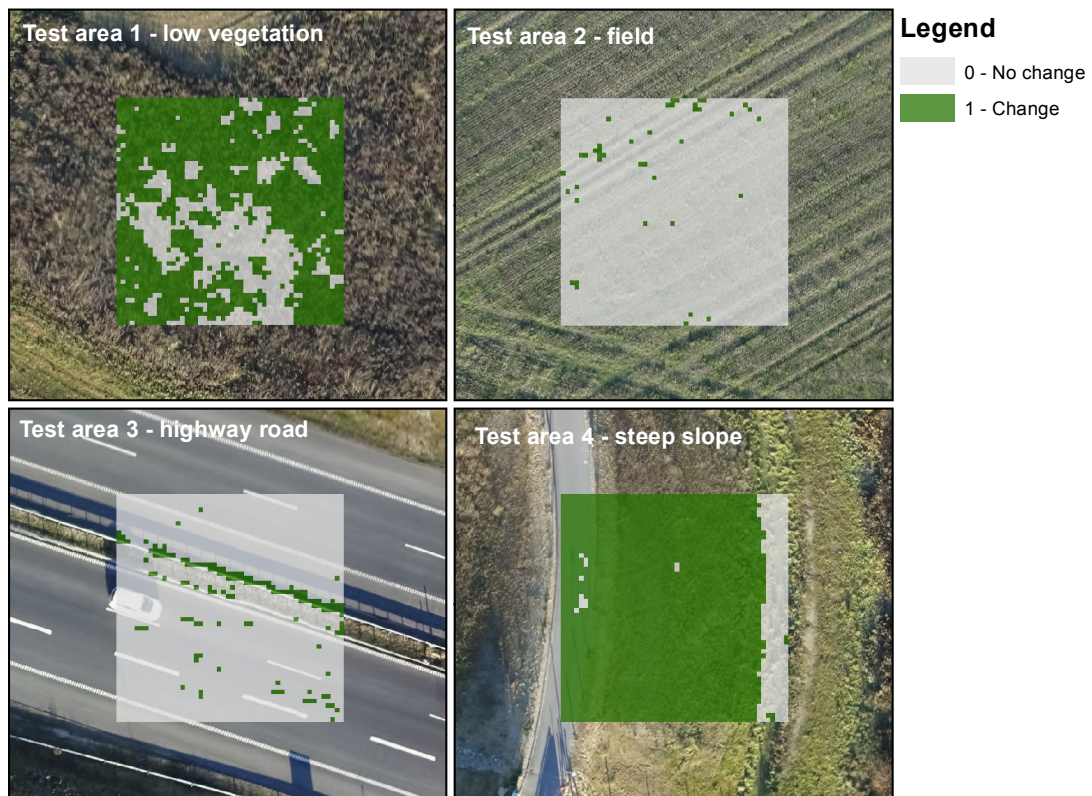 Test area 1 - low vegetation
Test area 2 - field
Legend
0 - No change
1 - Change
Test area 3 - highway road
Test area 4 - steep slope